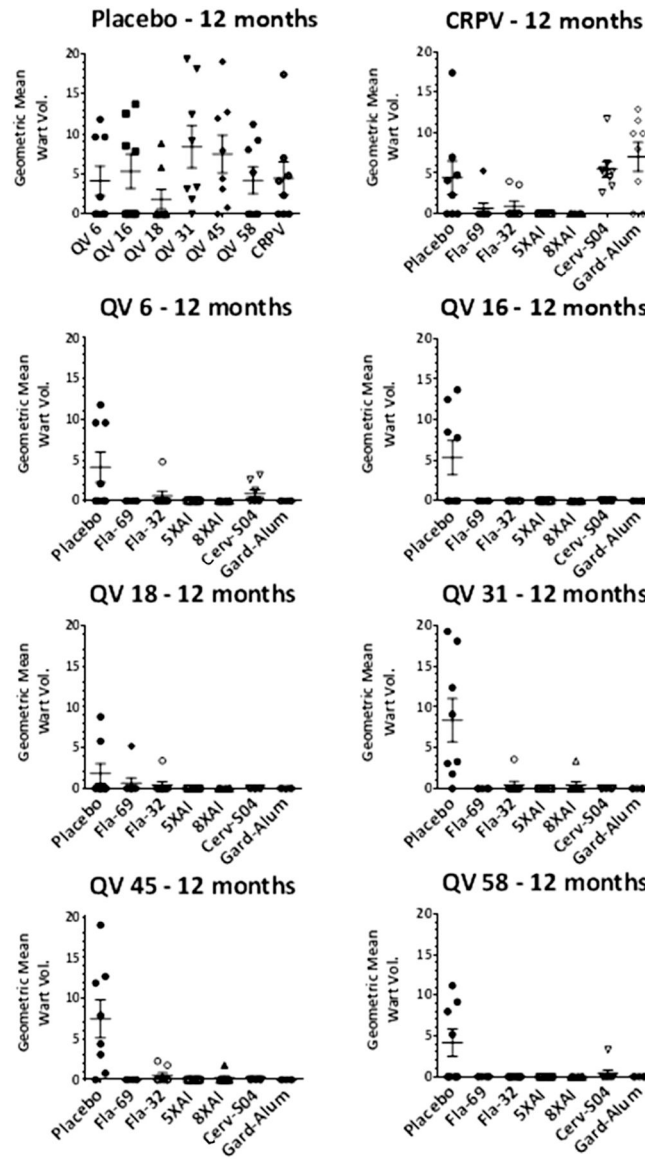 Placebo - 12 months
Geometric Mean
Wart Vol.
20
15
10
5
0
QV 6
QV 16
QV 18
QV 31
QV 45
QV 58
CRPV
CRPV - 12 months
Geometric Mean
Wart Vol.
20
15
10
5
0
Placebo
Fla-69
Fla-32
5XAl
8XAl
Cerv-S04
Gard-Alum
QV 6 - 12 months
Geometric Mean
Wart Vol.
20
15
10
5
0
Placebo
Fla-69
Fla-32
5XAl
8XAl
Cerv-S04
Gard-Alum
QV 16 - 12 months
Geometric Mean
Wart Vol.
20
15
10
5
0
Placebo
Fla-69
Fla-32
5XAl
8XAl
Cerv-S04
Gard-Alum
QV 18 - 12 months
Geometric Mean
Wart Vol.
20
15
10
5
0
Placebo
Fla-69
Fla-32
5XAl
8XAl
Cerv-S04
Gard-Alum
QV 31 - 12 months
Geometric Mean
Wart Vol.
20
15
10
5
0
Placebo
Fla-69
Fla-32
5XAl
8XAl
Cerv-S04
Gard-Alum
QV 45 - 12 months
Geometric Mean
Wart Vol.
20
15
10
5
0
Placebo
Fla-69
Fla-32
5XAl
8XAl
Cerv-S04
Gard-Alum
QV 58 - 12 months
Geometric Mean
Wart Vol.
20
15
10
5
0
Placebo
Fla-69
Fla-32
5XAl
8XAl
Cerv-S04
Gard-Alum